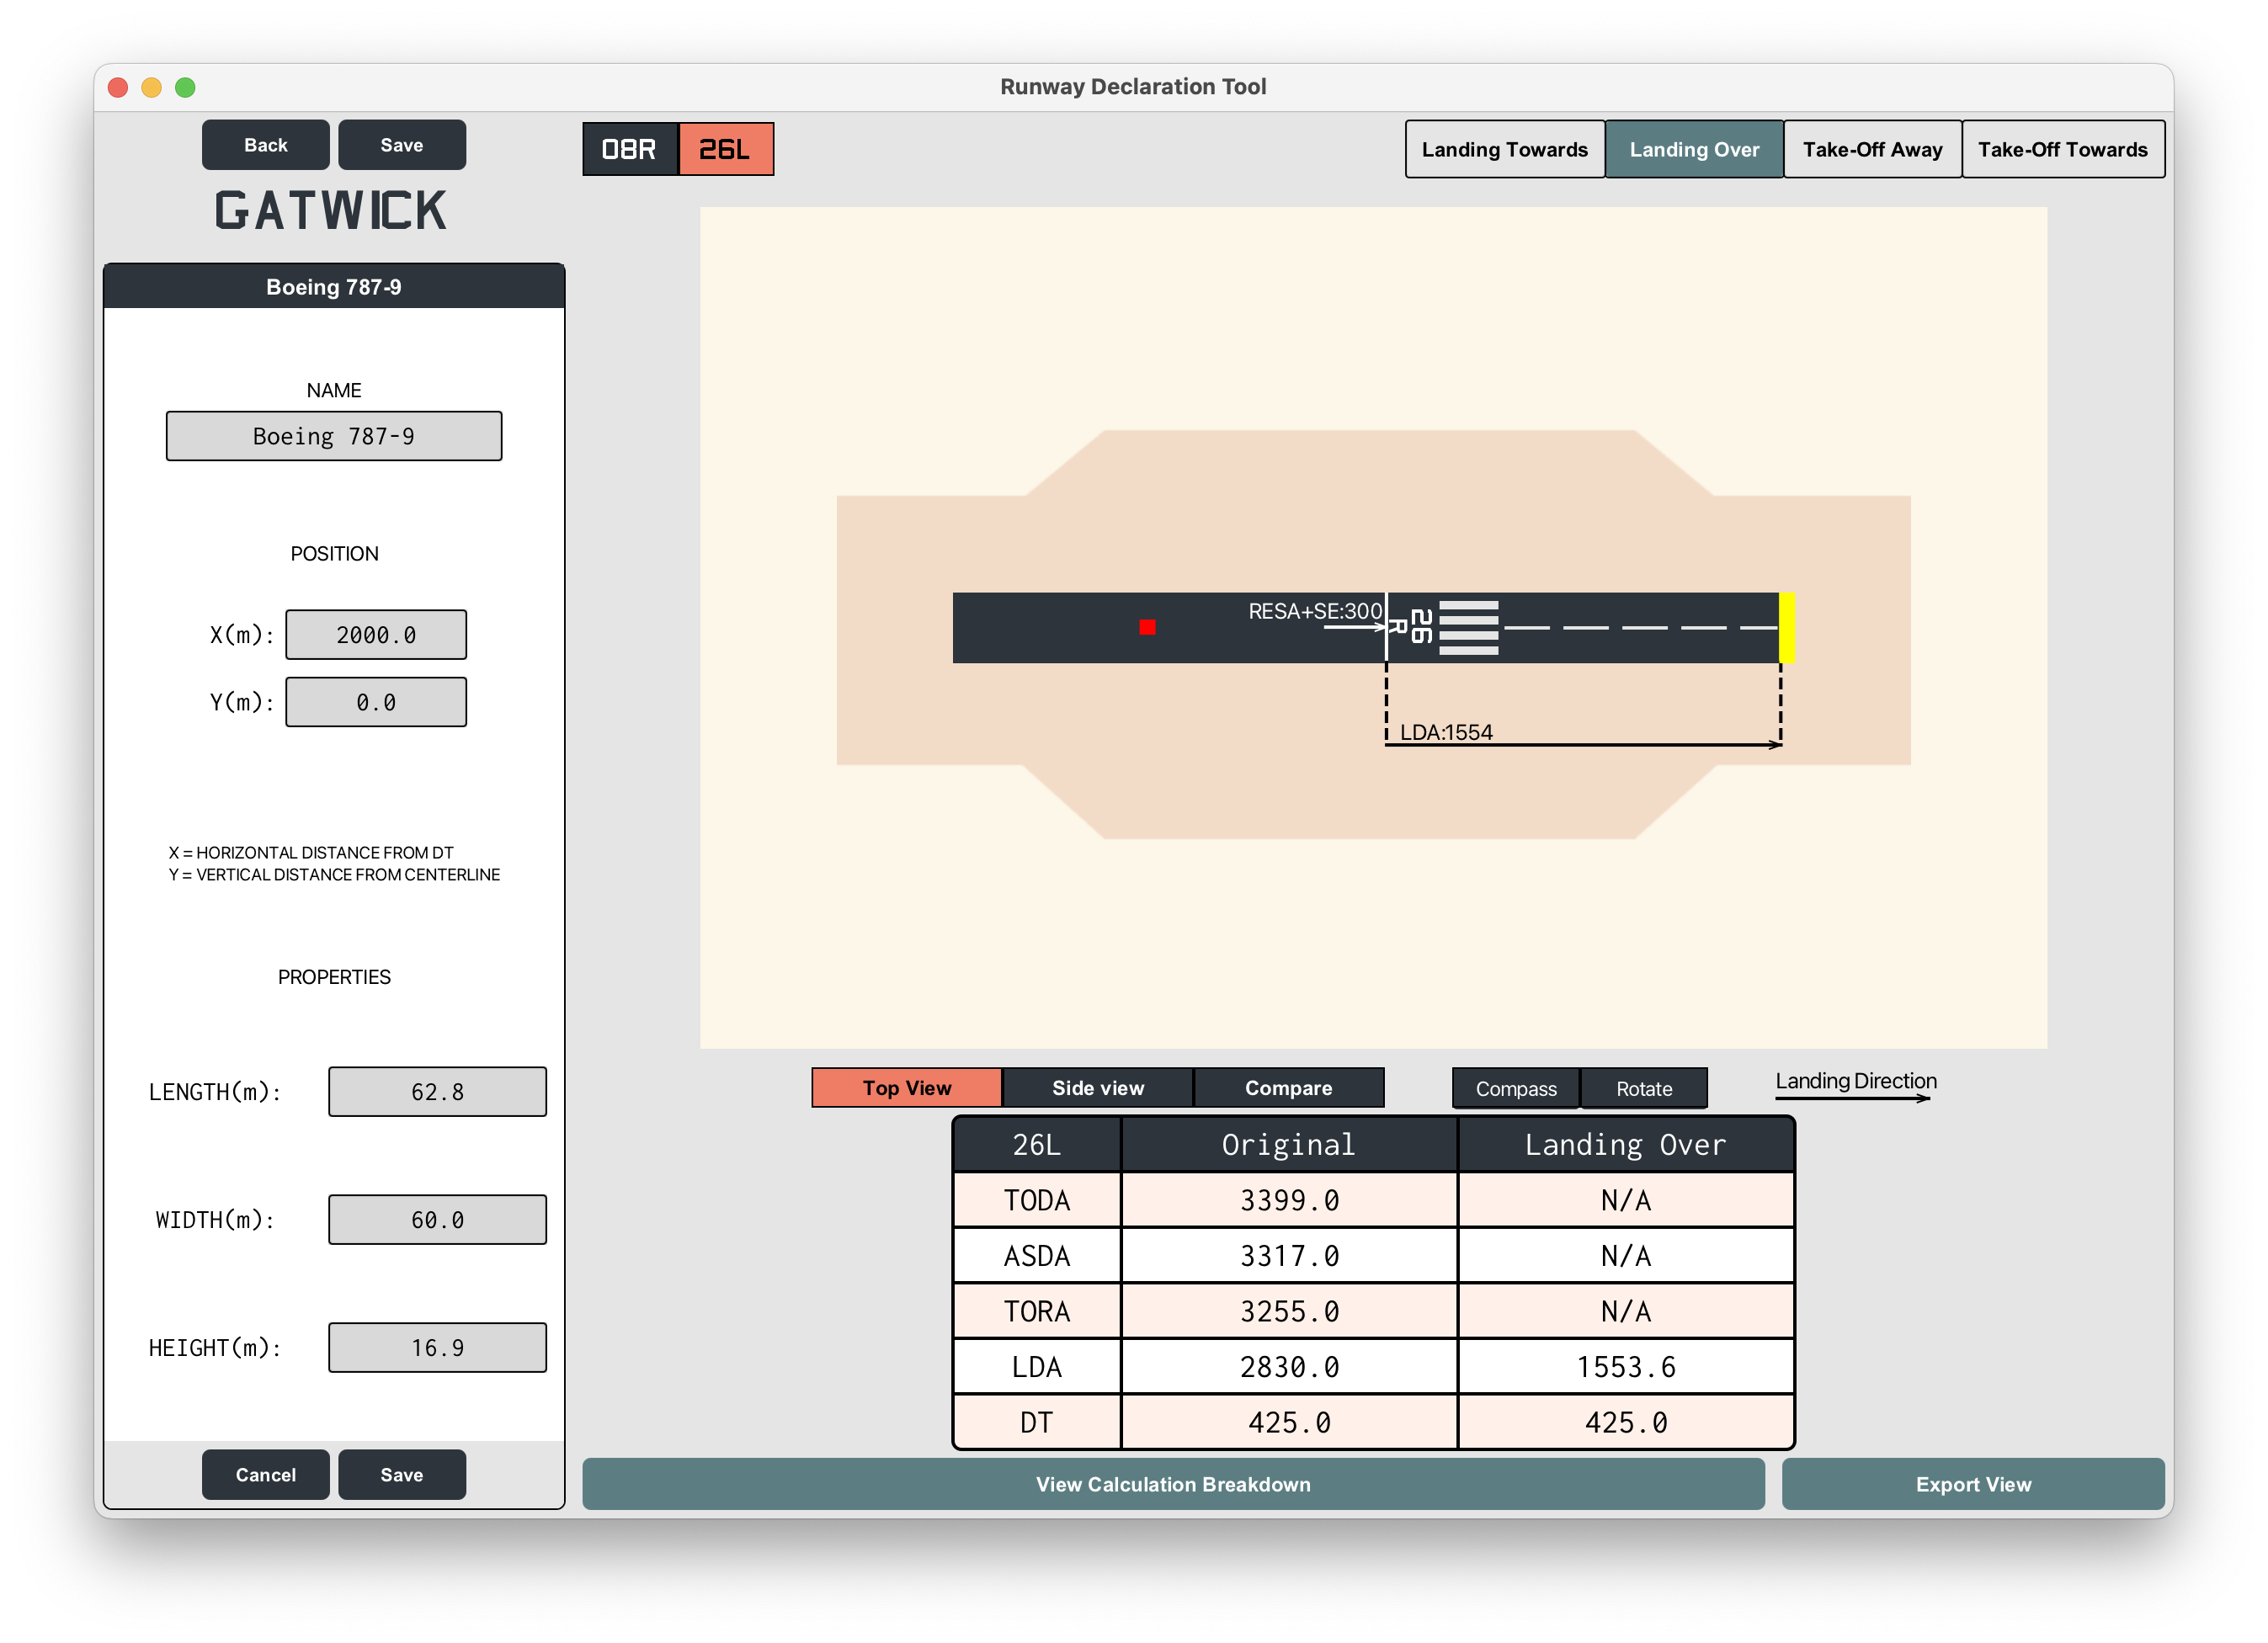 Runway Declaration Tool
Back Save
GATWICK
08R 26L
Landing Towards Landing Over Take-Off Away Take-Off Towards
Boeing 787-9
NAME
Boeing 787-9
POSITION
X(m): 2000.0
Y(m): 0.0
X = HORIZONTAL DISTANCE FROM DT
Y = VERTICAL DISTANCE FROM CENTERLINE
PROPERTIES
LENGTH(m): 62.8
WIDTH(m): 60.0
HEIGHT(m): 16.9
Cancel Save
RESA+SE:300
26
R
LDA:1554
Top View Side view Compare
Compass Rotate
Landing Direction
26L Original Landing Over
TODA 3399.0 N/A
ASDA 3317.0 N/A
TORA 3255.0 N/A
LDA 2830.0 1553.6
DT 425.0 425.0
View Calculation Breakdown
Export View